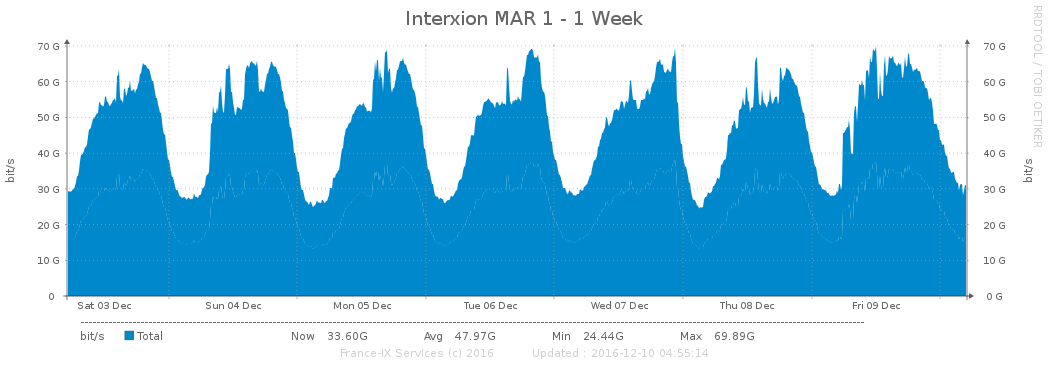 Interxion MAR 1 - 1 Week
RRDTOOL / TOBI OETIKER
70 G 70 G
60 G 60 G
50 G 50 G
40 G 40 G
30 G 30 G
20 G 20 G
10 G 10 G
0 0 G
bit/s bit/s
Sat 03 Dec Sun 04 Dec Mon 05 Dec Tue 06 Dec Wed 07 Dec Thu 08 Dec Fri 09 Dec
bit/s Total Now 33.60G Avg 47.97G Min 24.44G Max 69.89G
France-IX Services (c) 2016 Updated : 2016-12-10 04:55:14